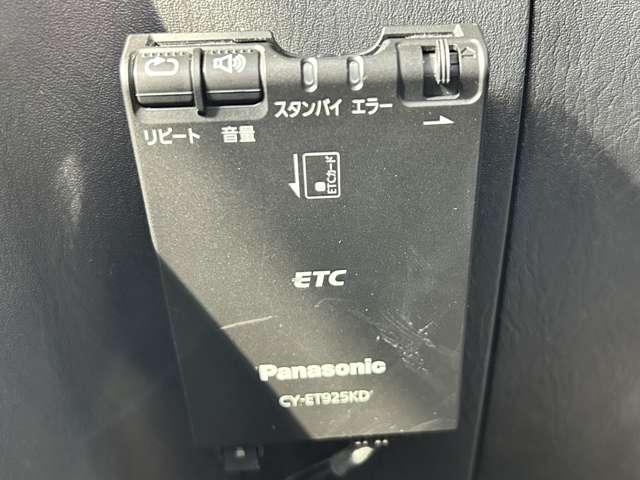 スタンバイ エラー
リピート 音量
ETCカード
ETC
Panasonic
CY-ET925KD